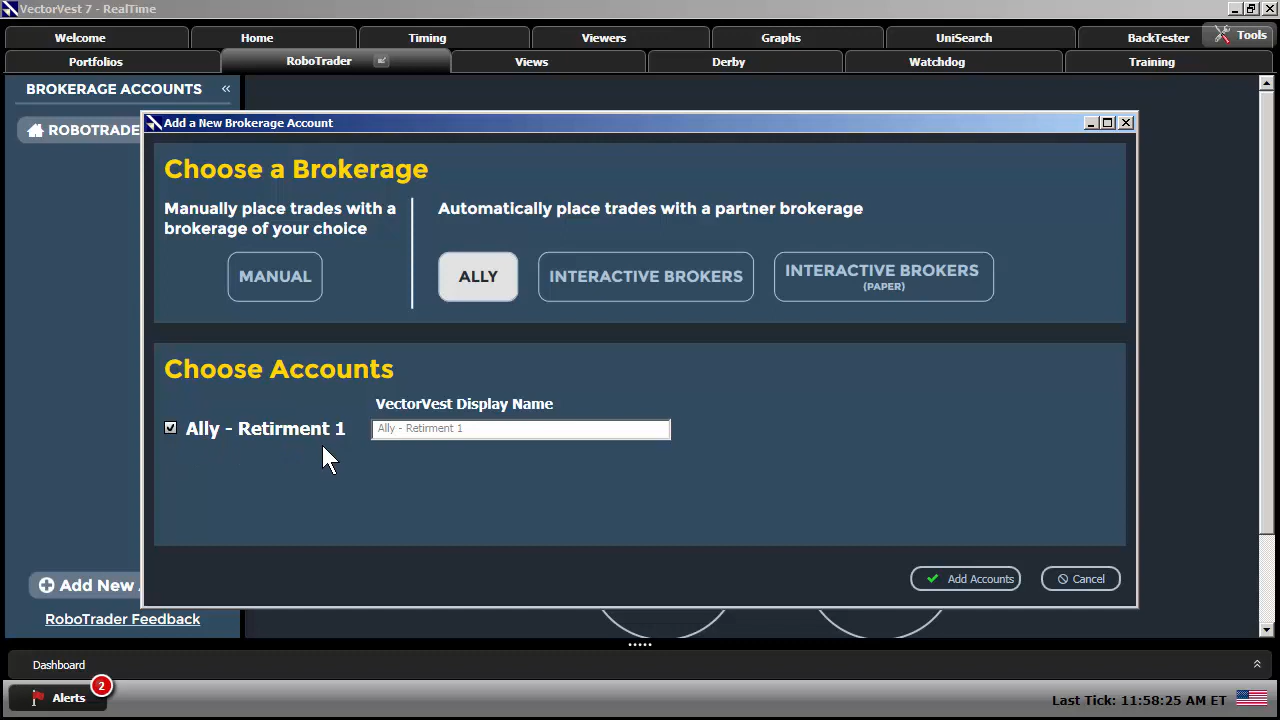 VectorVest 7 - RealTime
Welcome Home Timing Viewers Graphs UniSearch BackTester Tools
Portfolios RoboTrader Views Derby Watchdog Training
BROKERAGE ACCOUNTS «
ROBOTRADE
Add a New Brokerage Account
Choose a Brokerage
Manually place trades with a
brokerage of your choice
Automatically place trades with a partner brokerage
MANUAL
ALLY
INTERACTIVE BROKERS
INTERACTIVE BROKERS
(PAPER)
Choose Accounts
VectorVest Display Name
Ally - Retirment 1
Ally - Retirment 1
Add Accounts
Cancel
Add New
RoboTrader Feedback
Dashboard
Alerts
2
Last Tick: 11:58:25 AM ET